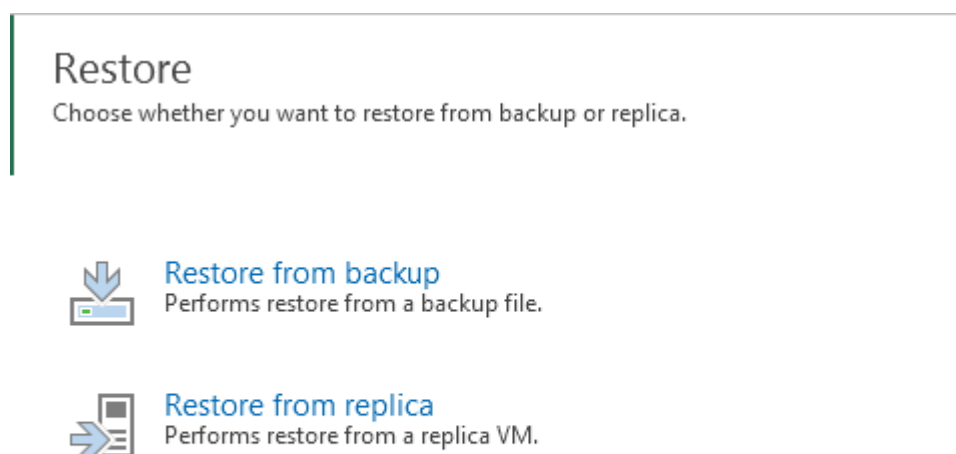 Restore
Choose whether you want to restore from backup or replica.
Restore from backup
Performs restore from a backup file.
Restore from replica
Performs restore from a replica VM.